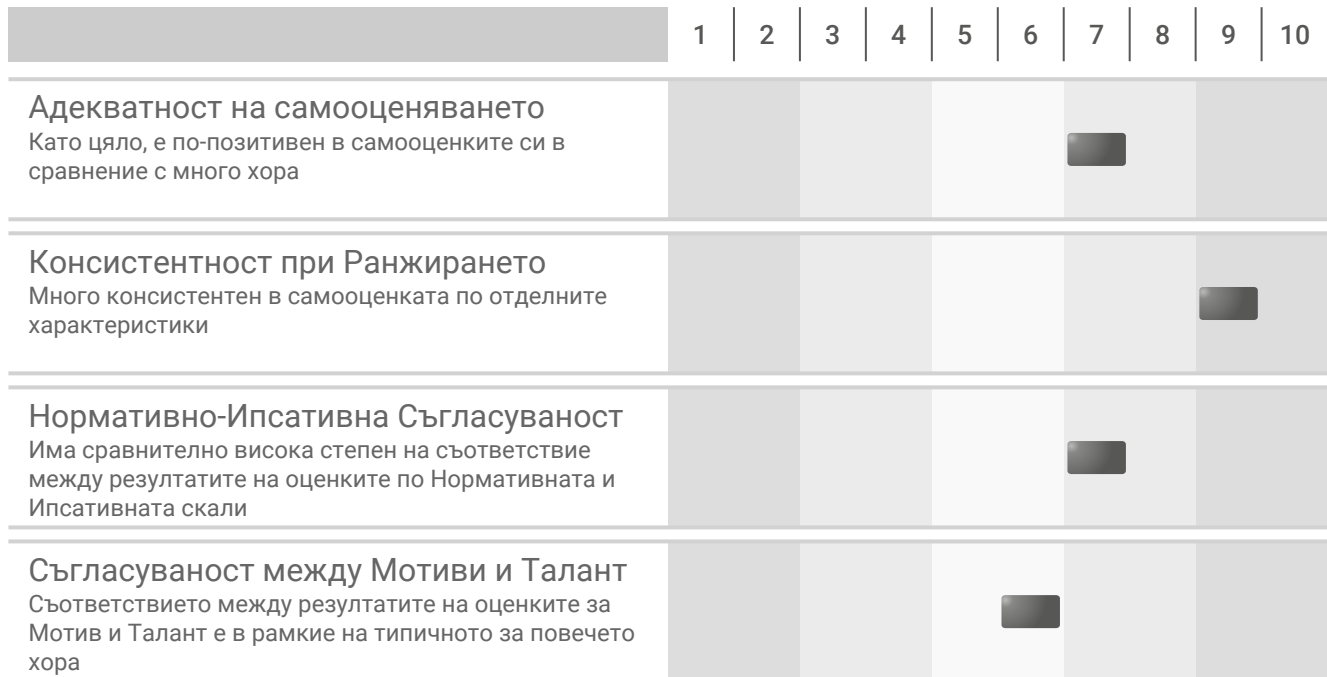 1 2 3 4 5 6 7 8 9 10
Адекватност на самооценяването
Като цяло, е по-позитивен в самооценките си в
сравнение с много хора
Консистентност при Ранжирането
Много консистентен в самооценката по отделните
характеристики
Нормативно-Ипсативна Съгласуваност
Има сравнително висока степен на съответствие
между резултатите на оценките по Нормативната и
Ипсативната скали
Съгласуваност между Мотиви и Талант
Съответствието между резултатите на оценките за
Мотив и Талант е в рамкие на типичното за повечето
хора